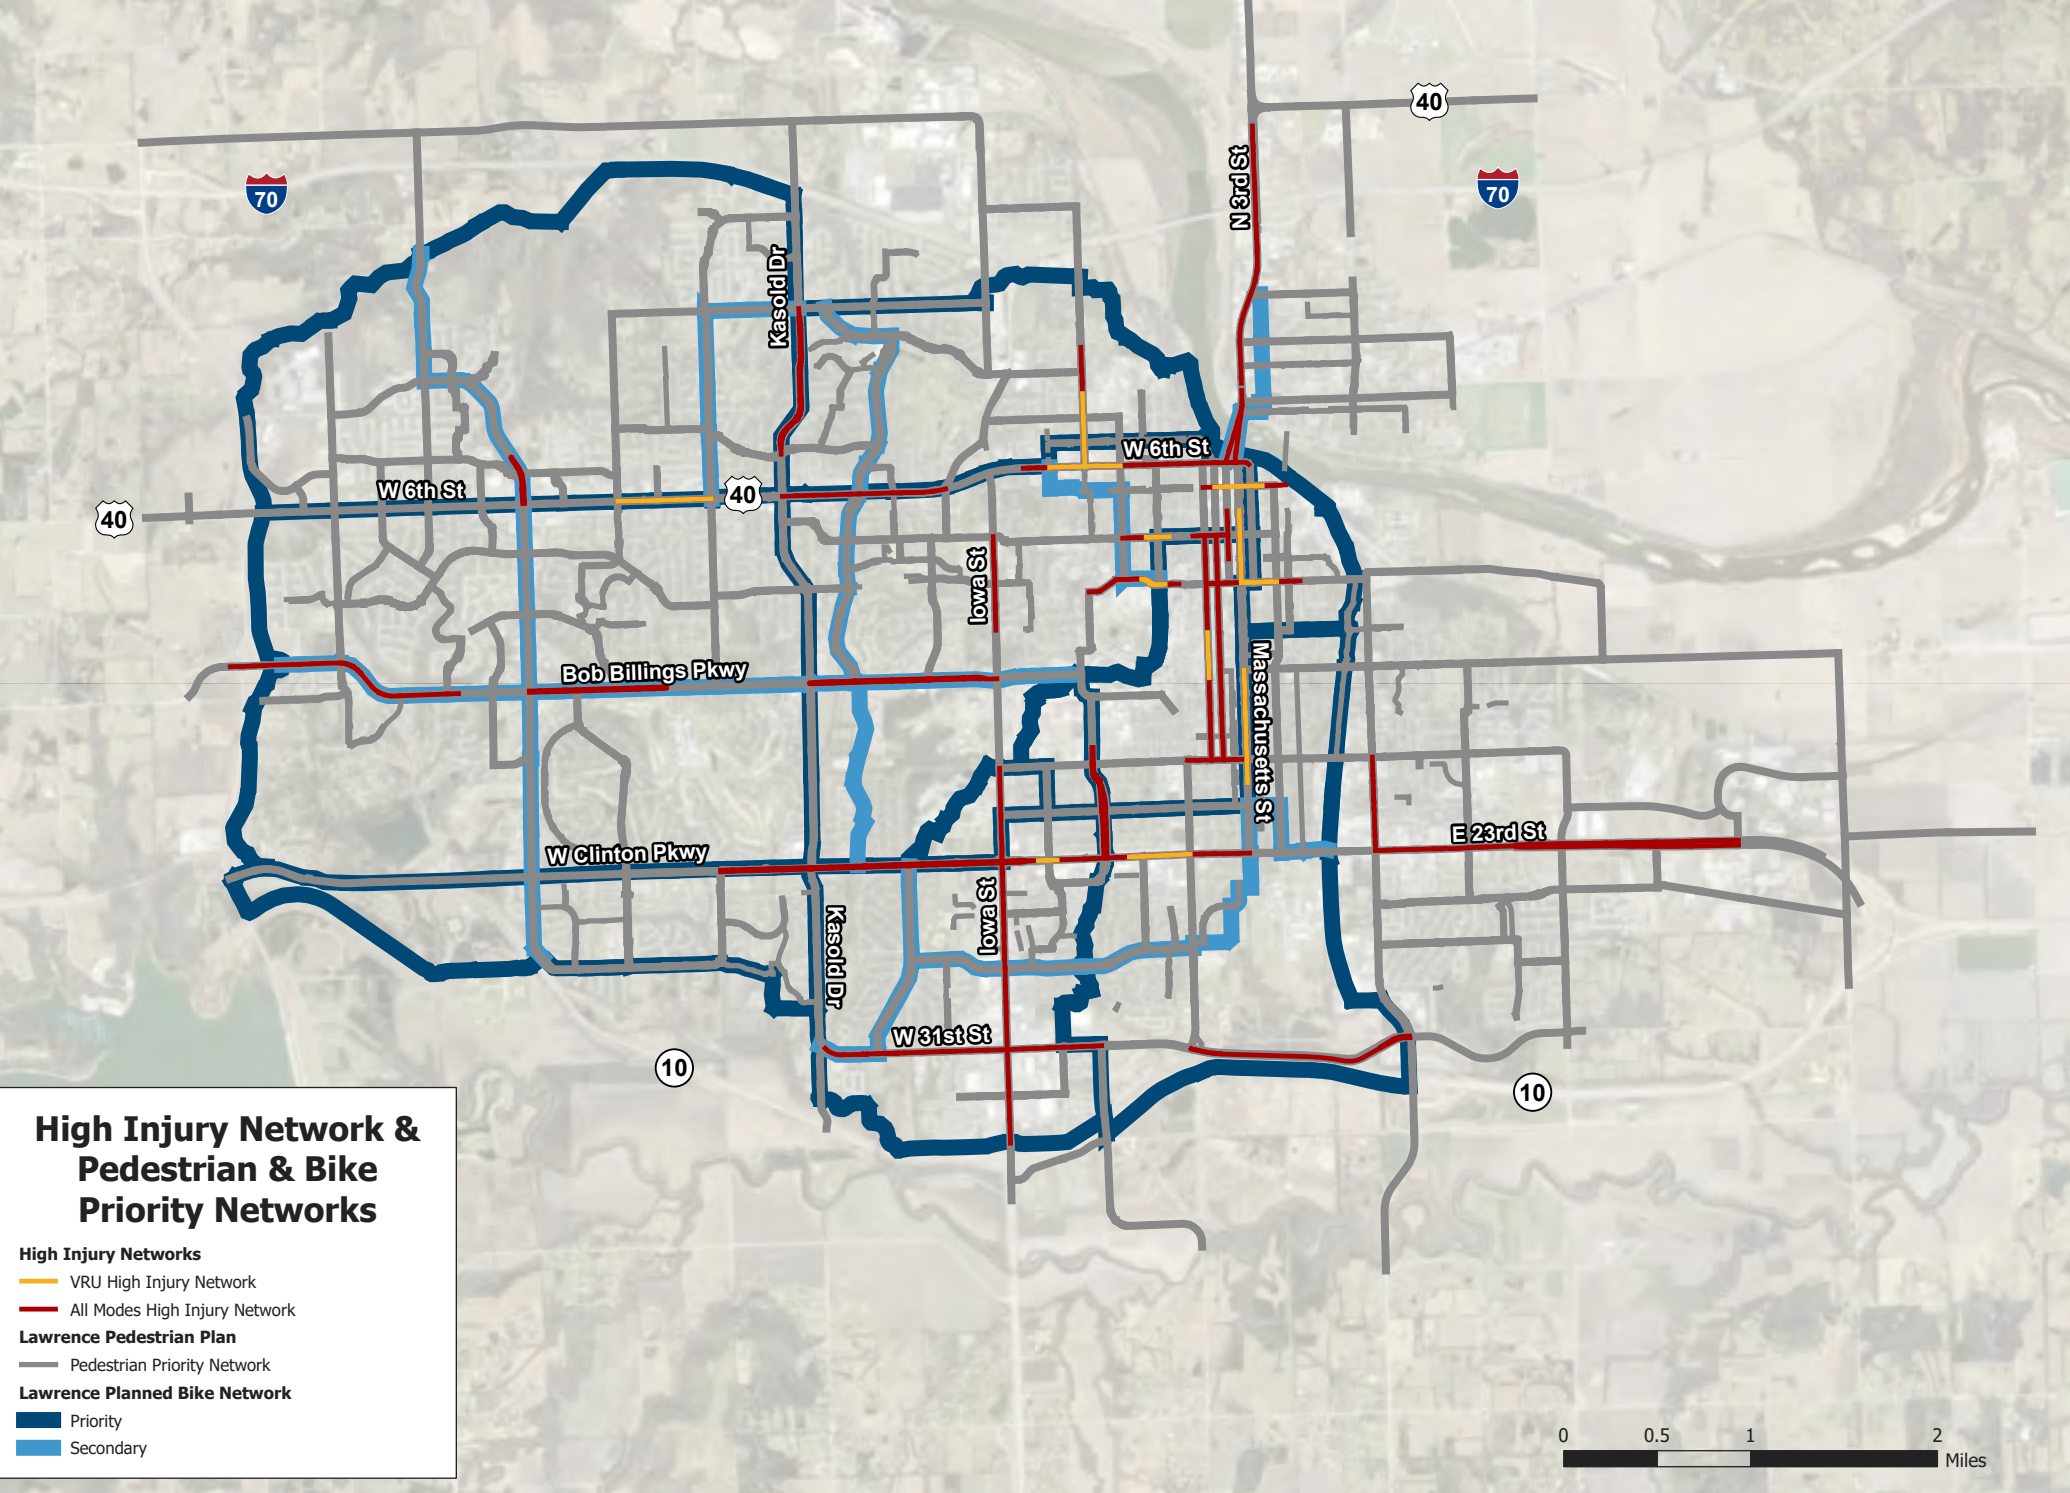 40
N 3rd St
70
70
Kasold Dr
W 6th St
W 6th St
40
40
Iowa St
Bob Billings Pkwy
Massachusetts St
E 23rd St
W Clinton Pkwy
Iowa St
Kasold Dr
W 31st St
10
10
High Injury Network &
Pedestrian & Bike
Priority Networks
High Injury Networks
VRU High Injury Network
All Modes High Injury Network
Lawrence Pedestrian Plan
Pedestrian Priority Network
Lawrence Planned Bike Network
Priority
Secondary
0 0.5 1 2
Miles